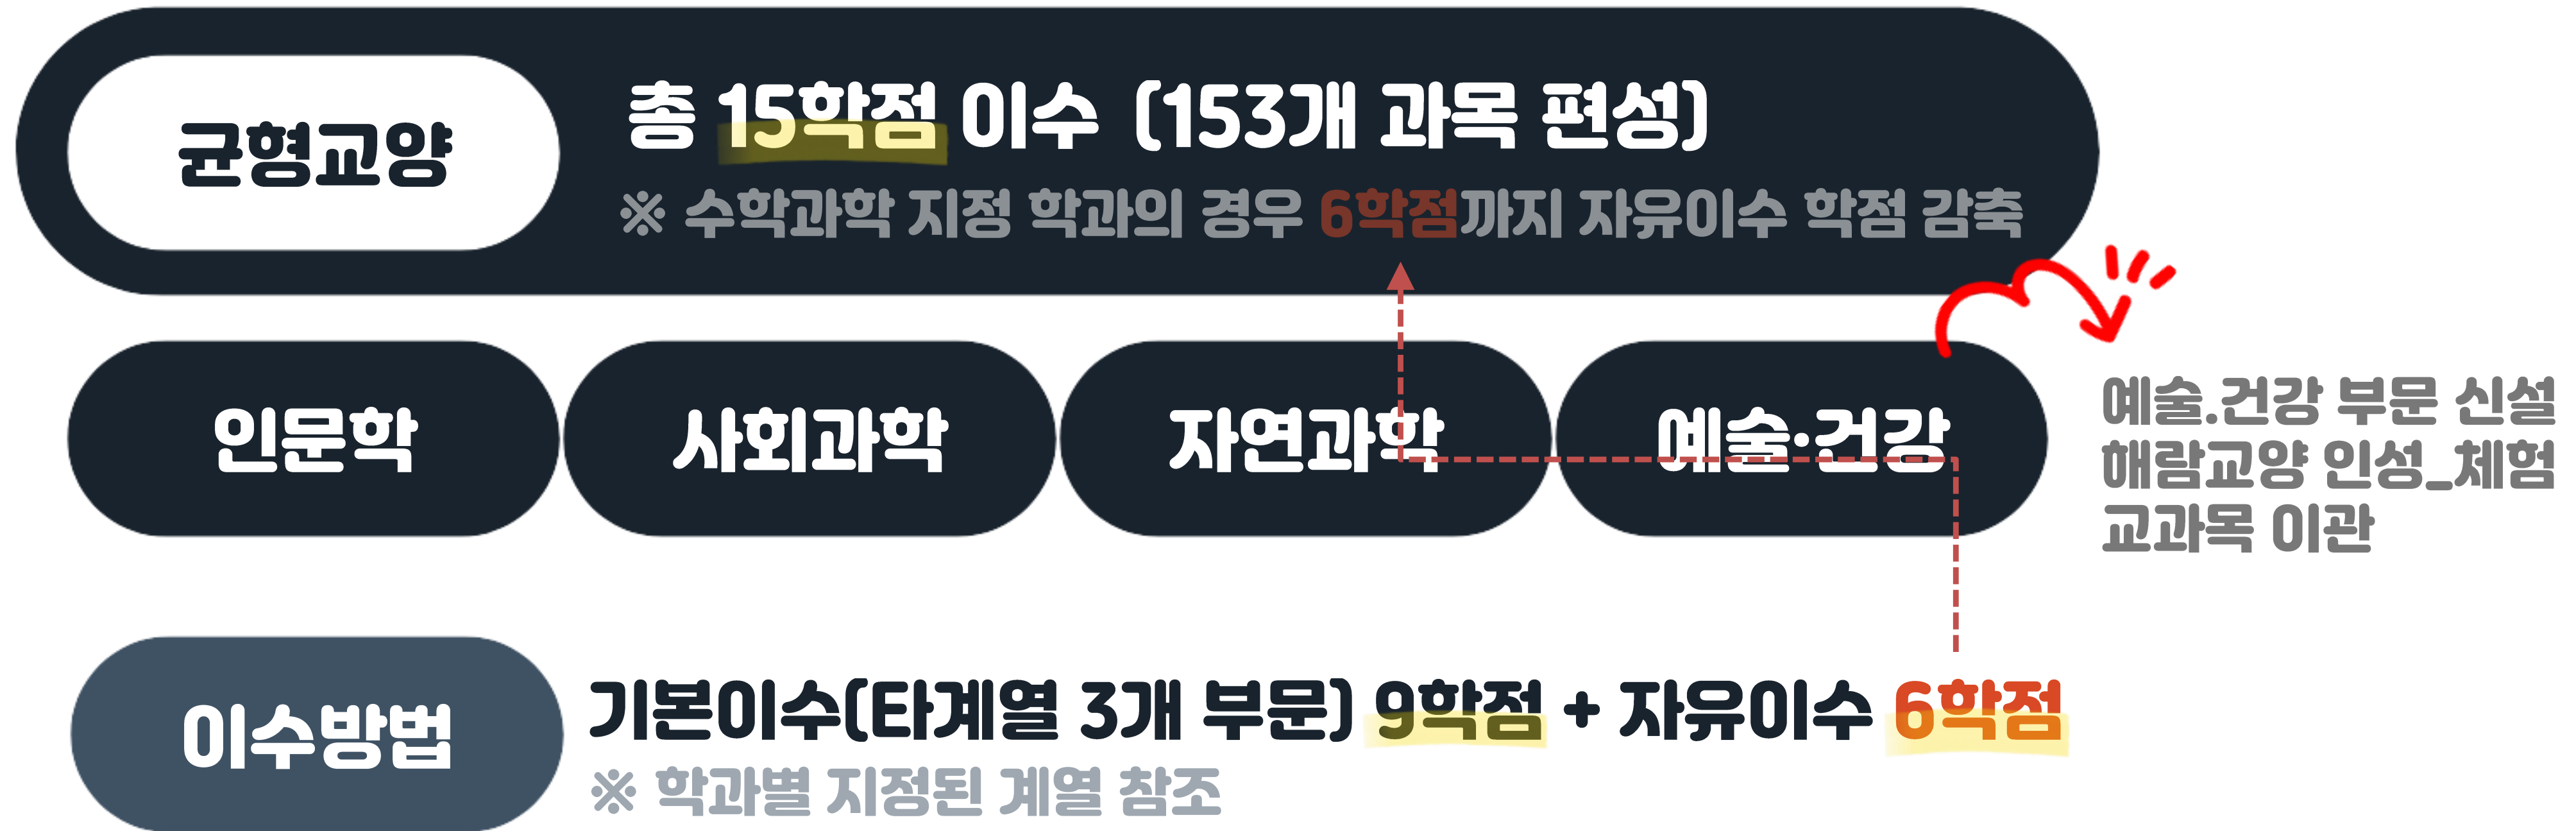 균형교양
총 15학점 이수 (153개 과목 편성)
※ 수학과학 지정 학과의 경우 6학점까지 자유이수 학점 감축
인문학
사회과학
자연과학
예술·건강
예술.건강 부문 신설
해람교양 인성_체험
교과목 이관
이수방법
기본이수(타계열 3개 부문) 9학점 + 자유이수 6학점
※ 학과별 지정된 계열 참조